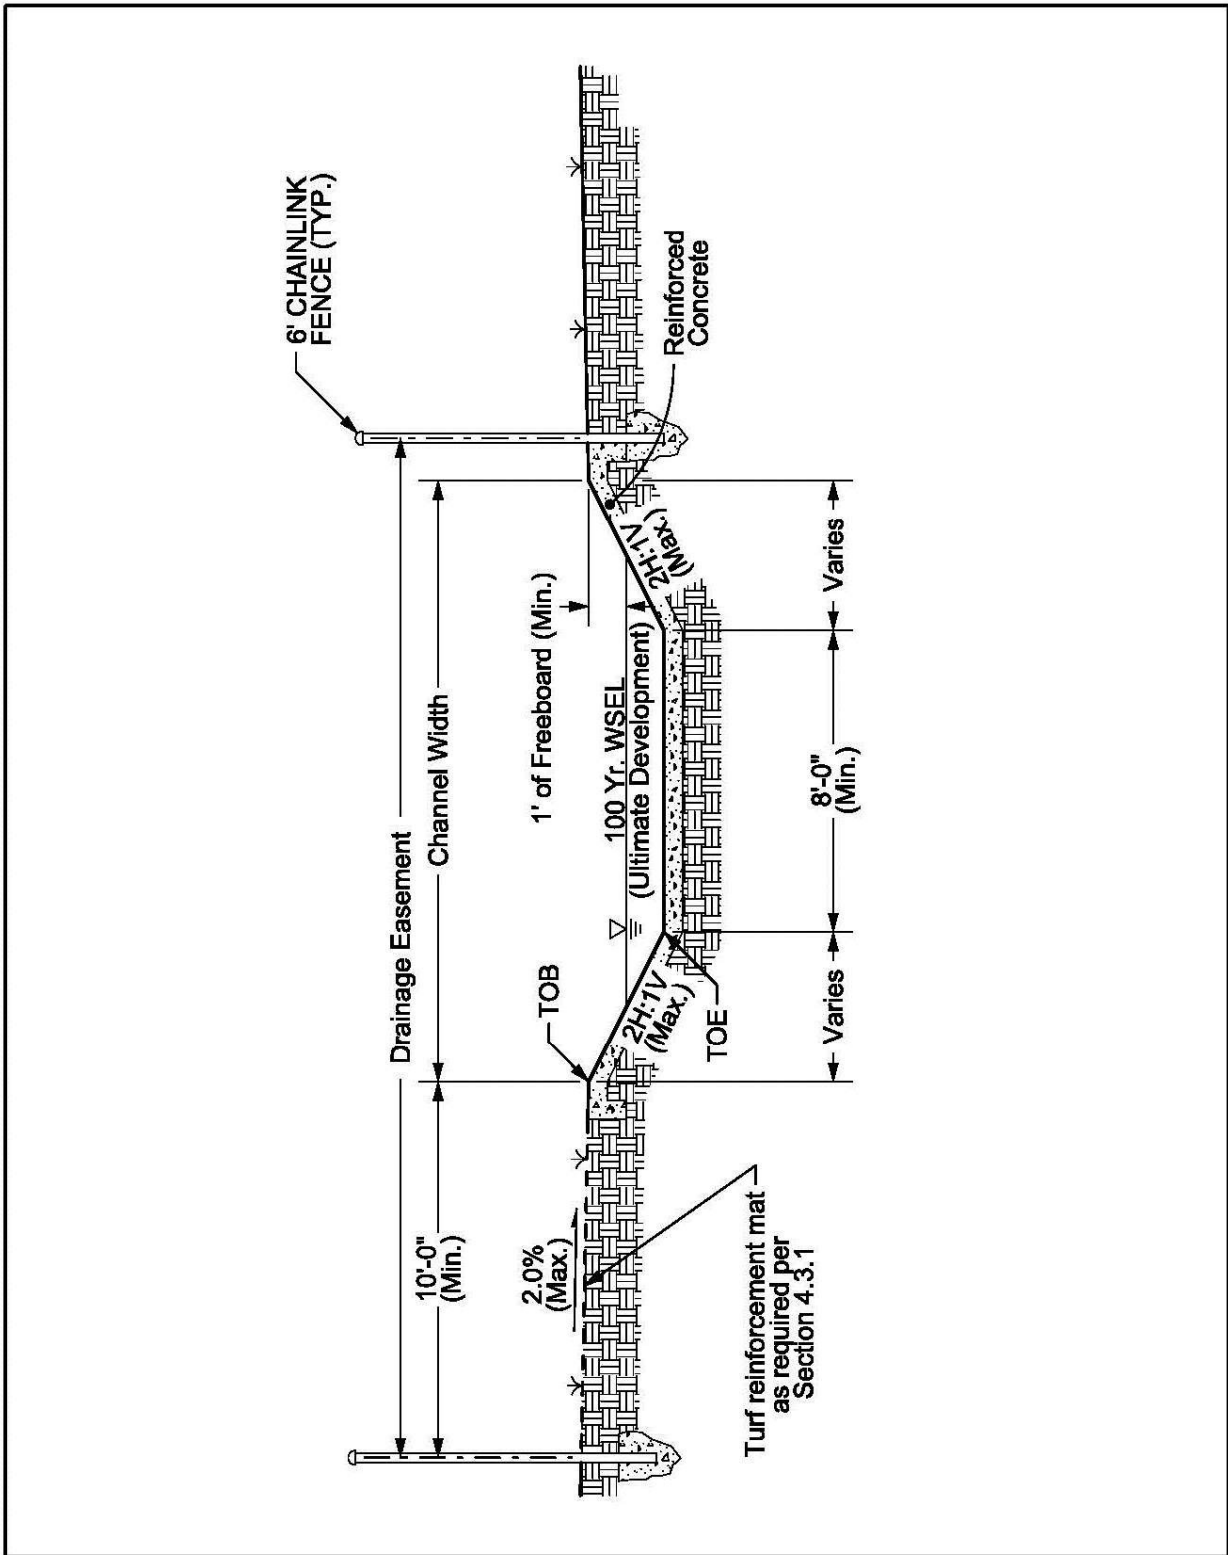 6' CHAINLINK
FENCE (TYP.)
Drainage Easement
10'-0"
(Min.)
Channel Width
TOB
1' of Freeboard (Min.)
2.0%
(Max.)
100 Yr. WSEL
(Ultimate Development)
2H:1V
(Max.)
2H:1V
(Max.)
Reinforced
Concrete
TOE
Turf reinforcement mat
as required per
Section 4.3.1
Varies
8'-0"
(Min.)
Varies